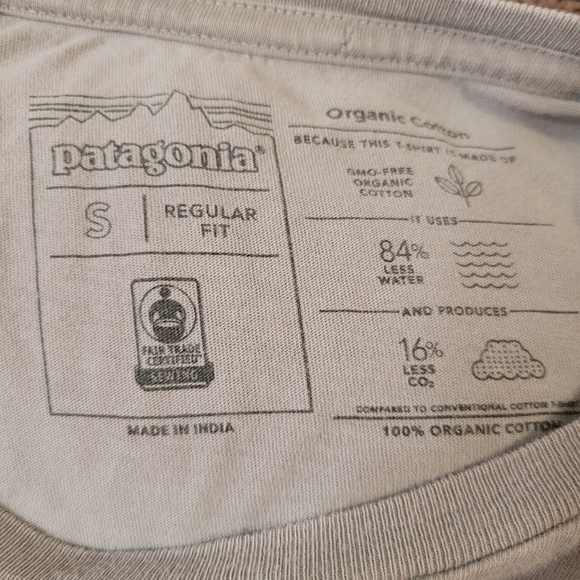 patagonia®
S
REGULAR
FIT
FAIR TRADE
CERTIFIED™
SEWING
MADE IN INDIA
Organic Cotton
BECAUSE THIS T-SHIRT IS MADE OF
GMO-FREE
ORGANIC
COTTON
IT USES
84%
LESS
WATER
AND PRODUCES
16%
LESS
CO₂
COMPARED TO CONVENTIONAL COTTON T-SHIR
100% ORGANIC COTTON